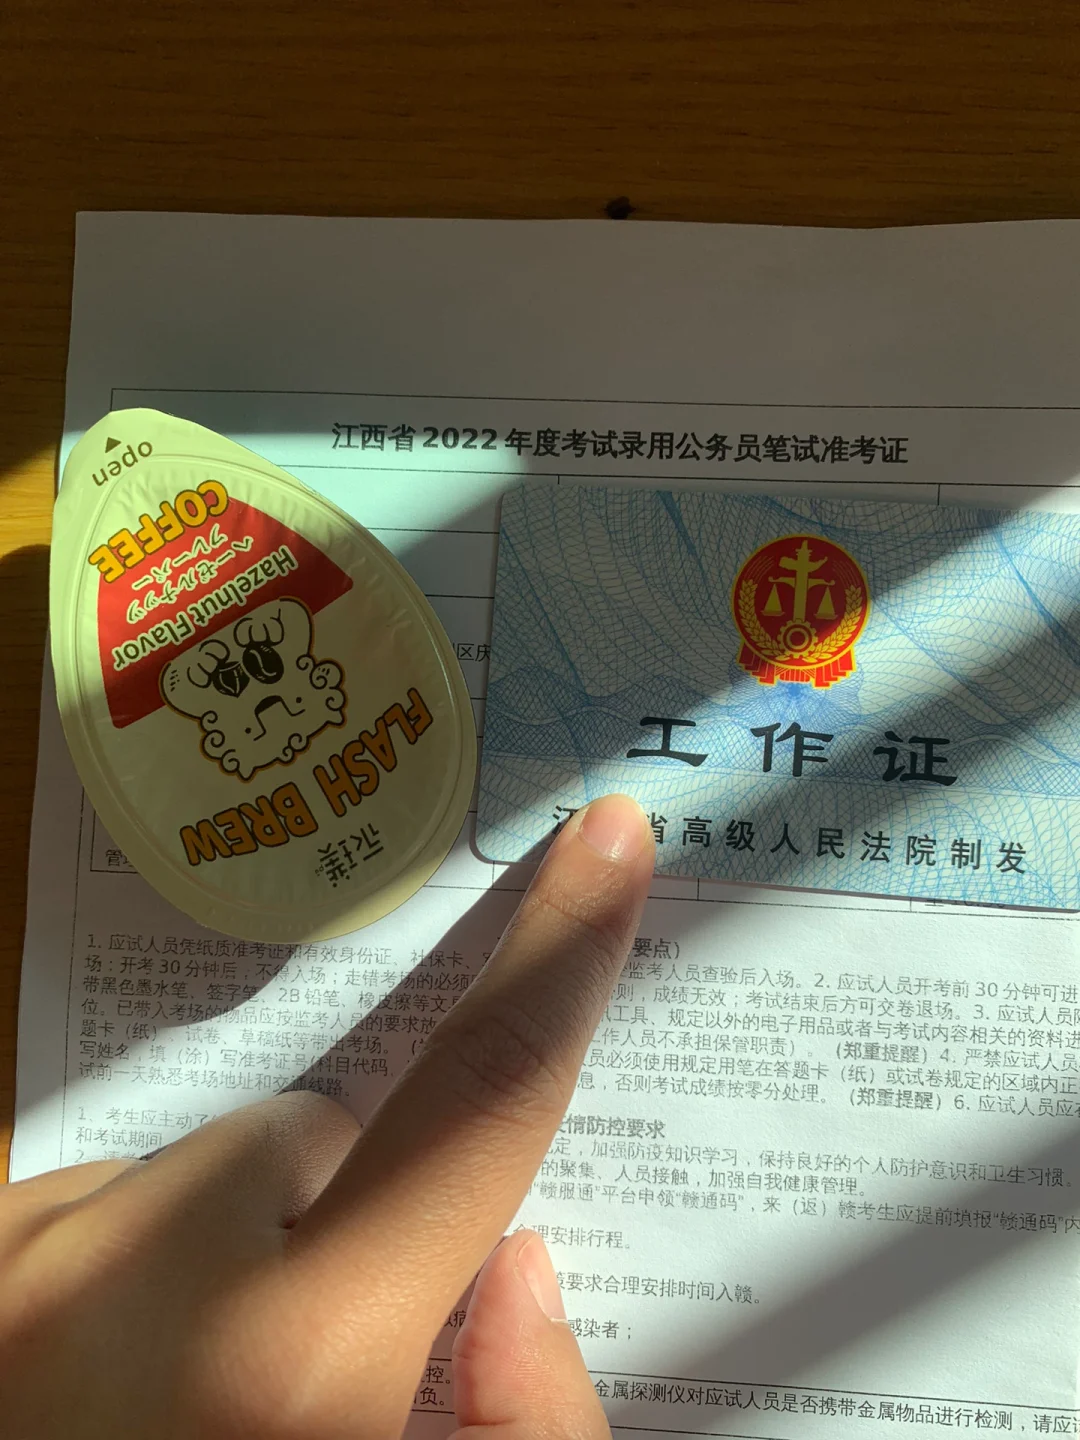 江西省2022年度考试录用公务员笔试准考证
open
COFFEE
ヘーゼルナッツ
フレーバー
Hazelnut Flavor
FLASH BREW
永璞
工作证
江
省高级人民法院制发
区庆
管
要点）
1. 应试人员凭纸质准考证和有效身份证、社保卡、
监考人员查验后入场。2. 应试人员开考前30分钟可进
场；开考30分钟后，不得入场；走错考场的必须
则，成绩无效；考试结束后方可交卷退场。3. 应试人员除
带黑色墨水笔、签字笔、2B铅笔、橡皮擦等文具
工具、规定以外的电子用品或者与考试内容相关的资料进
位。已带入考场的物品应按监考人员的要求放
作人员不承担保管职责）。（郑重提醒）4. 严禁应试人员
题卡（纸）、试卷、草稿纸等带出考场。
员必须使用规定用笔在答题卡（纸）或试卷规定的区域内正
写姓名，填（涂）写准考证号(科目代码
息，否则考试成绩按零分处理。（郑重提醒）6. 应试人员应
试前一天熟悉考场地址和交通线路。
情防控要求
1、考生应主动了
定，加强防疫知识学习，保持良好的个人防护意识和卫生习惯。
和考试期间
的聚集、人员接触，加强自我健康管理。
2、
“赣服通”平台申领“赣通码”，来（返）赣考生应提前填报“赣通码”内
合理安排行程。
要求合理安排时间入赣。
感染者；
控。
负。
金属探测仪对应试人员是否携带金属物品进行检测，请应试